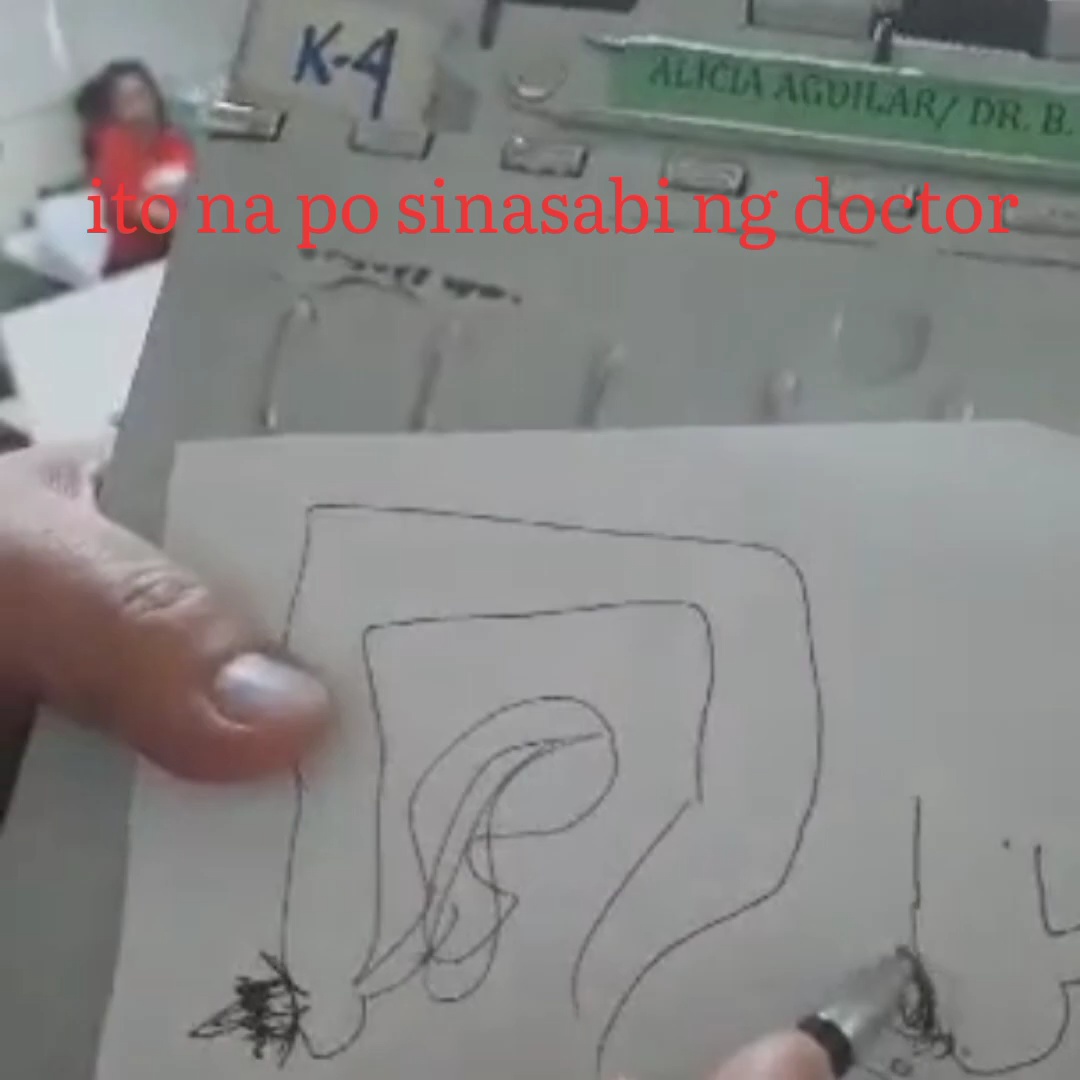 K-4
ALICIA AGUILAR/ DR. B.
ito na po sinasabi ng doctor